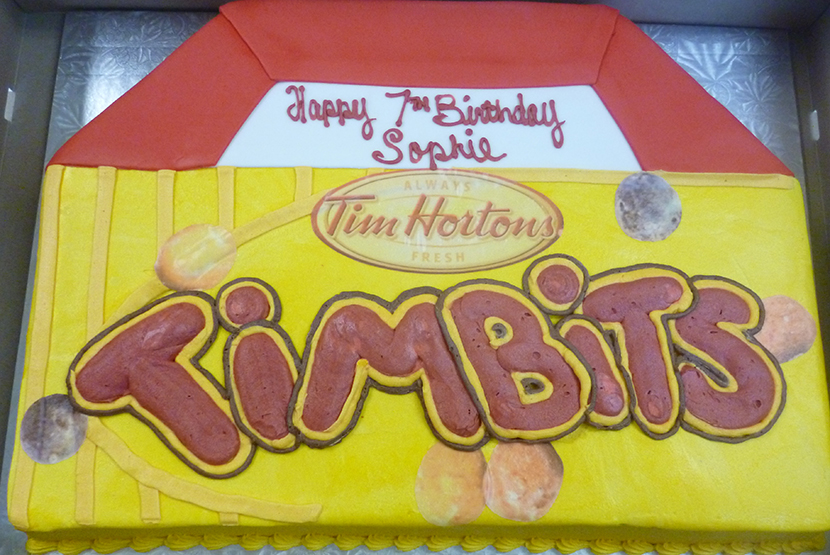 Happy 7th Birthday
Sophie
ALWAYS
Tim Hortons
FRESH
TiMBiTS